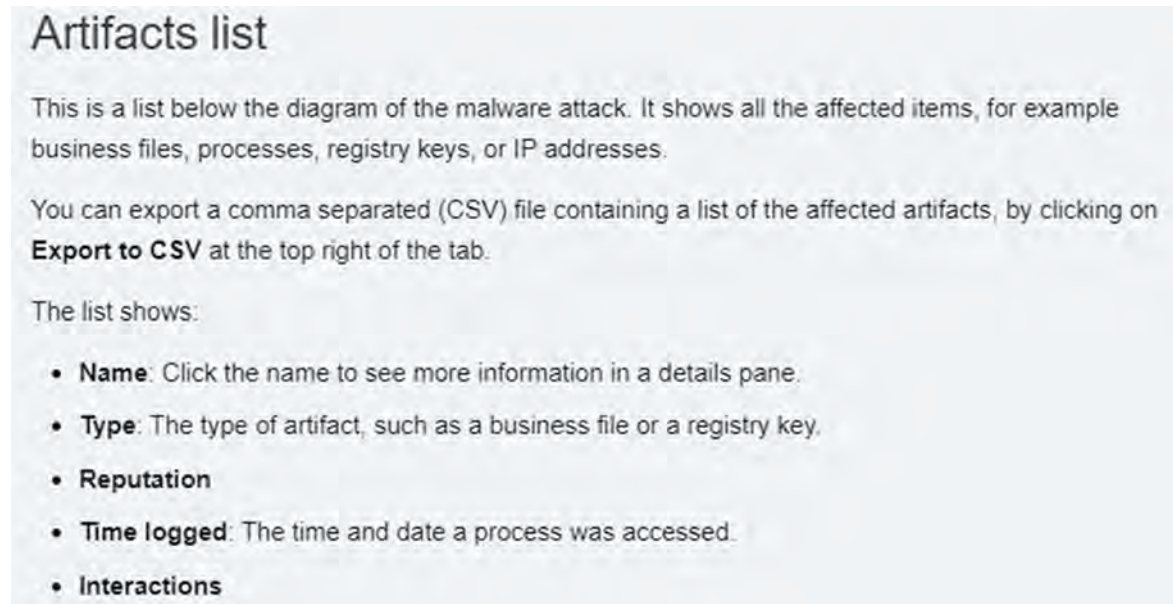 Artifacts list
This is a list below the diagram of the malware attack. It shows all the affected items, for example
business files, processes, registry keys, or IP addresses.
You can export a comma separated (CSV) file containing a list of the affected artifacts, by clicking on
Export to CSV at the top right of the tab.
The list shows:
• Name: Click the name to see more information in a details pane.
• Type: The type of artifact, such as a business file or a registry key.
• Reputation
• Time logged: The time and date a process was accessed.
• Interactions